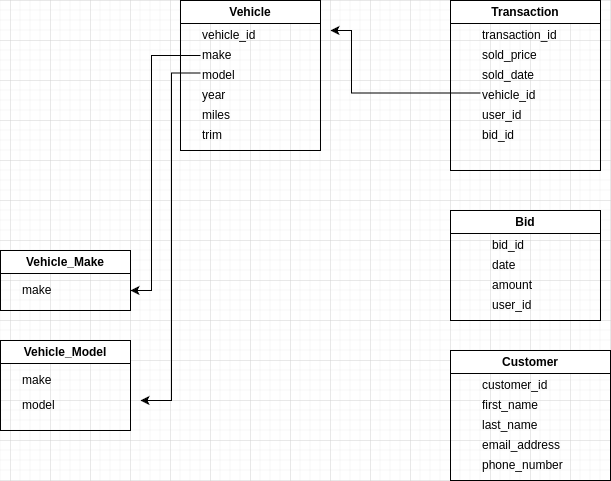 Vehicle
vehicle_id
make
model
year
miles
trim
Transaction
transaction_id
sold_price
sold_date
vehicle_id
user_id
bid_id
Bid
bid_id
date
amount
user_id
Vehicle_Make
make
Vehicle_Model
make
model
Customer
customer_id
first_name
last_name
email_address
phone_number